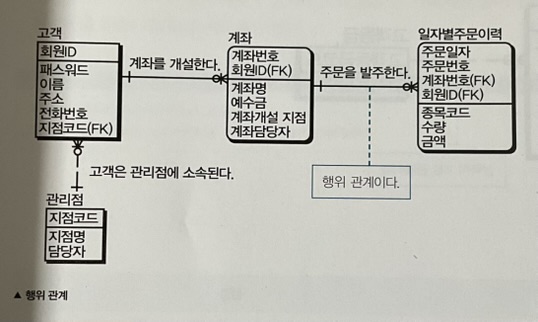 고객
회원ID
패스워드
이름
주소
전화번호
지점코드(FK)
계좌를 개설한다.
계좌
계좌번호
회원ID(FK)
계좌명
예수금
계좌개설 지점
계좌담당자
주문을 발주한다.
일자별주문이력
주문일자
주문번호
계좌번호(FK)
회원ID(FK)
종목코드
수량
금액
행위 관계이다.
고객은 관리점에 소속된다.
관리점
지점코드
지점명
담당자
▲ 행위 관계